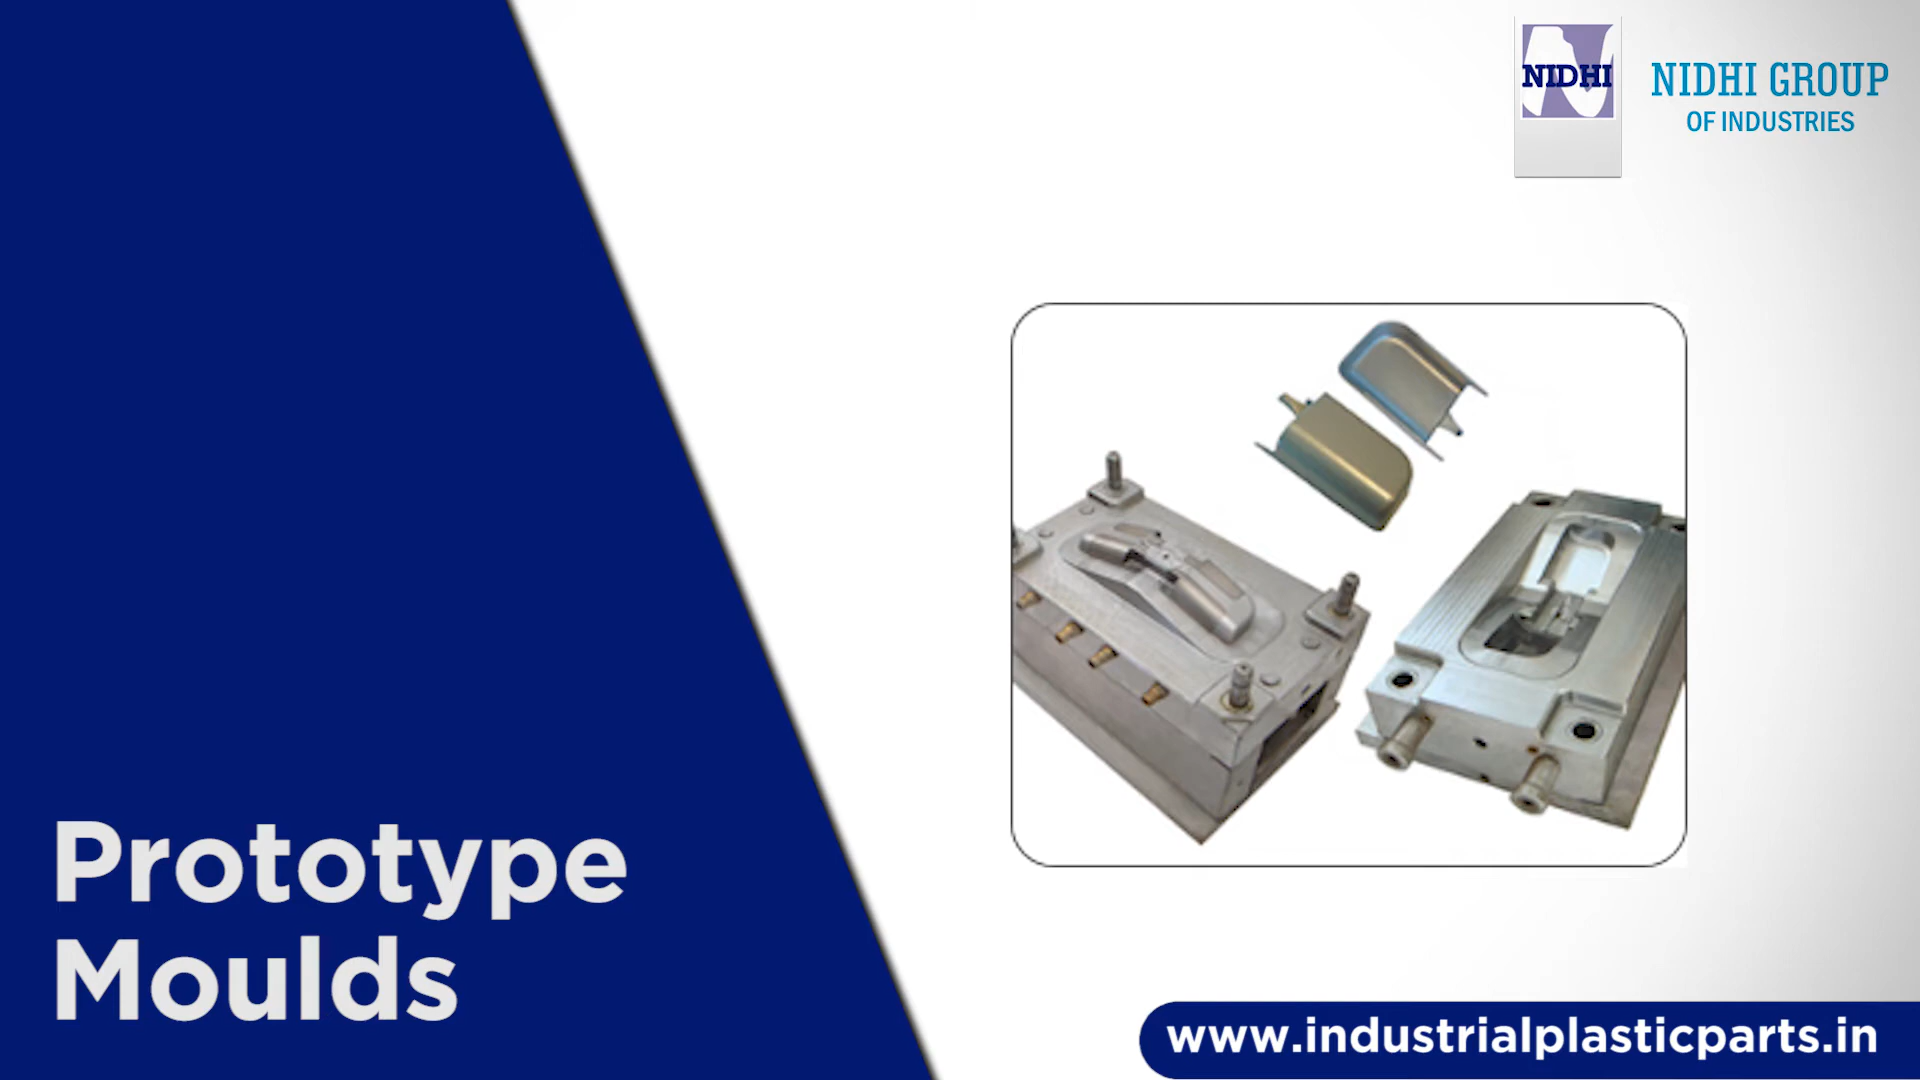 NIDHI
NIDHI GROUP
OF INDUSTRIES
Prototype
Moulds
www.industrialplasticparts.in